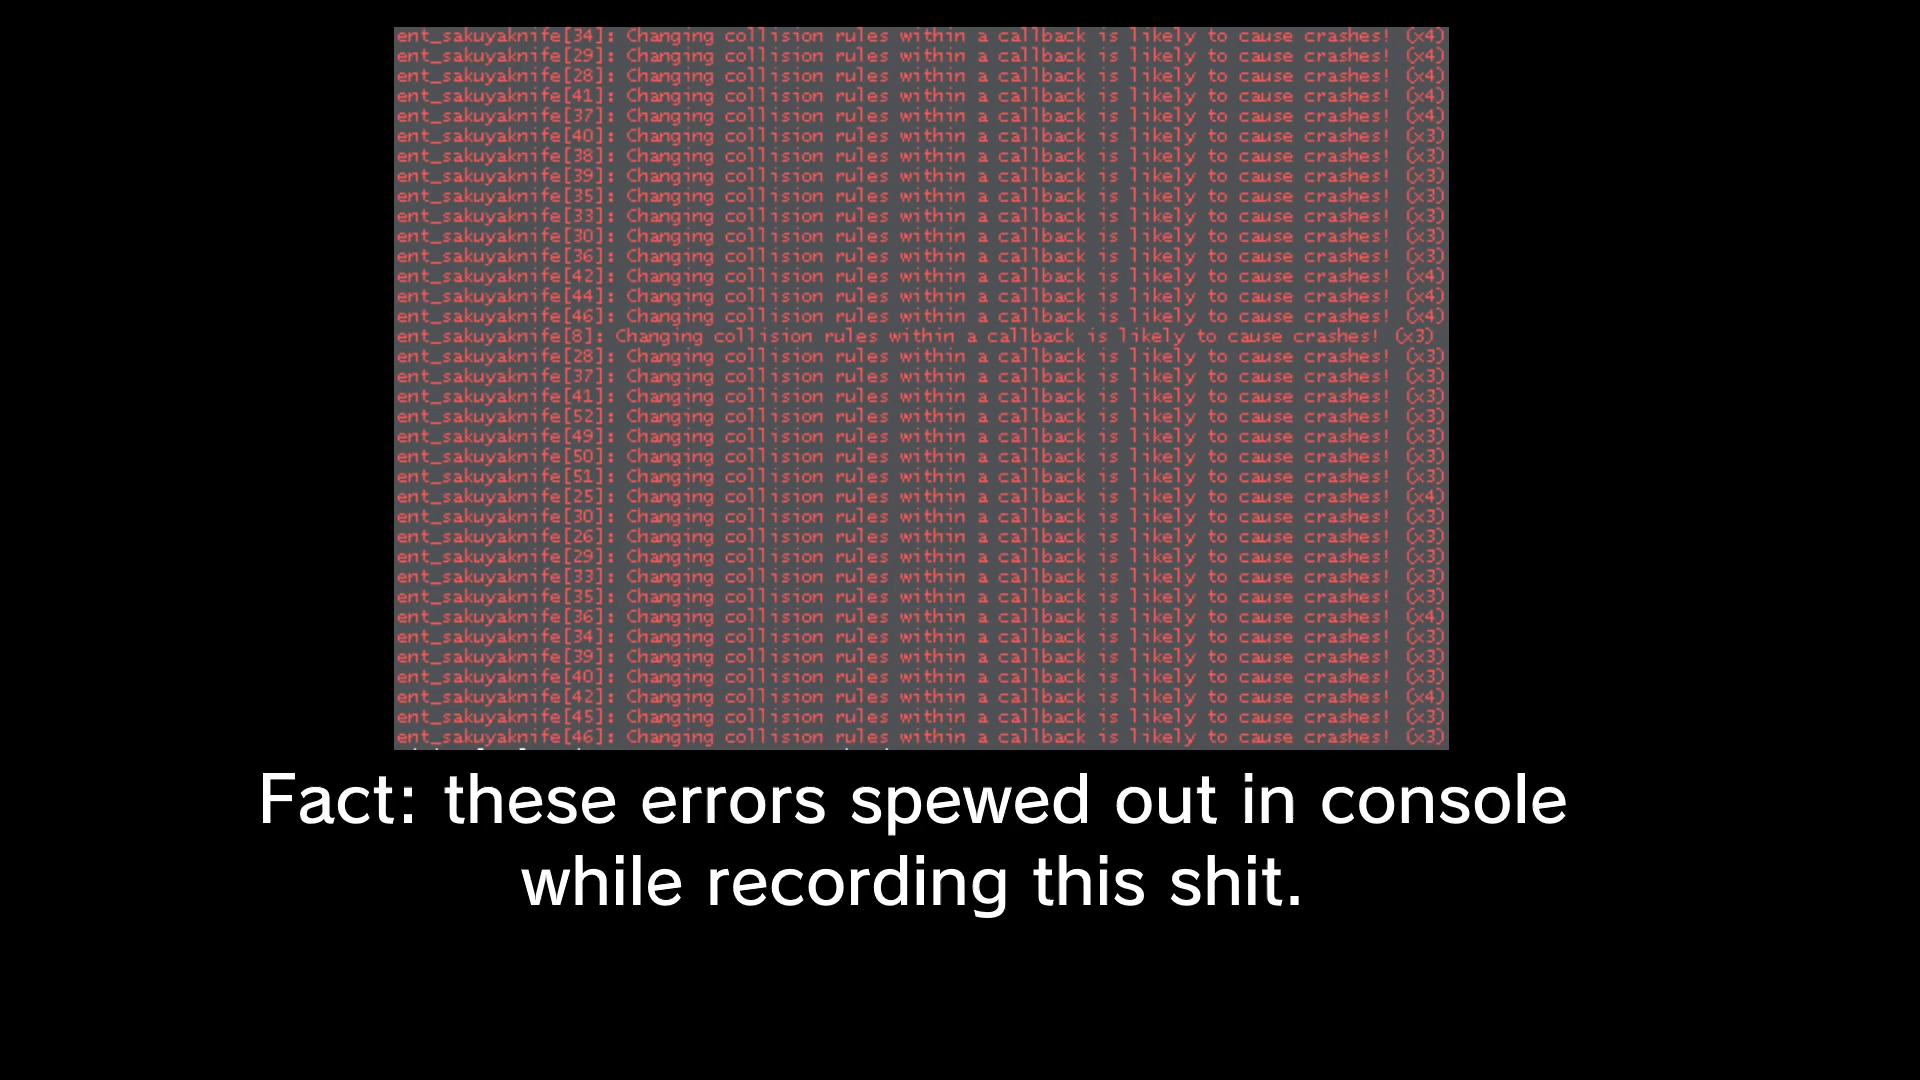 ent_sakuyaknife[34]: Changing collision rules within a callback is likely to cause crashes! (x4)
ent_sakuyaknife[29]: Changing collision rules within a callback is likely to cause crashes! (x4)
ent_sakuyaknife[28]: Changing collision rules within a callback is likely to cause crashes! (x4)
ent_sakuyaknife[41]: Changing collision rules within a callback is likely to cause crashes! (x4)
ent_sakuyaknife[37]: Changing collision rules within a callback is likely to cause crashes! (x4)
ent_sakuyaknife[40]: Changing collision rules within a callback is likely to cause crashes! (x3)
ent_sakuyaknife[38]: Changing collision rules within a callback is likely to cause crashes! (x3)
ent_sakuyaknife[39]: Changing collision rules within a callback is likely to cause crashes! (x3)
ent_sakuyaknife[35]: Changing collision rules within a callback is likely to cause crashes! (x3)
ent_sakuyaknife[33]: Changing collision rules within a callback is likely to cause crashes! (x3)
ent_sakuyaknife[30]: Changing collision rules within a callback is likely to cause crashes! (x3)
ent_sakuyaknife[36]: Changing collision rules within a callback is likely to cause crashes! (x3)
ent_sakuyaknife[42]: Changing collision rules within a callback is likely to cause crashes! (x4)
ent_sakuyaknife[44]: Changing collision rules within a callback is likely to cause crashes! (x4)
ent_sakuyaknife[46]: Changing collision rules within a callback is likely to cause crashes! (x4)
ent_sakuyaknife[8]: Changing collision rules within a callback is likely to cause crashes! (x3)
ent_sakuyaknife[28]: Changing collision rules within a callback is likely to cause crashes! (x3)
ent_sakuyaknife[37]: Changing collision rules within a callback is likely to cause crashes! (x3)
ent_sakuyaknife[41]: Changing collision rules within a callback is likely to cause crashes! (x3)
ent_sakuyaknife[52]: Changing collision rules within a callback is likely to cause crashes! (x3)
ent_sakuyaknife[49]: Changing collision rules within a callback is likely to cause crashes! (x3)
ent_sakuyaknife[50]: Changing collision rules within a callback is likely to cause crashes! (x3)
ent_sakuyaknife[51]: Changing collision rules within a callback is likely to cause crashes! (x3)
ent_sakuyaknife[25]: Changing collision rules within a callback is likely to cause crashes! (x4)
ent_sakuyaknife[30]: Changing collision rules within a callback is likely to cause crashes! (x3)
ent_sakuyaknife[26]: Changing collision rules within a callback is likely to cause crashes! (x3)
ent_sakuyaknife[29]: Changing collision rules within a callback is likely to cause crashes! (x3)
ent_sakuyaknife[33]: Changing collision rules within a callback is likely to cause crashes! (x3)
ent_sakuyaknife[35]: Changing collision rules within a callback is likely to cause crashes! (x3)
ent_sakuyaknife[36]: Changing collision rules within a callback is likely to cause crashes! (x4)
ent_sakuyaknife[34]: Changing collision rules within a callback is likely to cause crashes! (x3)
ent_sakuyaknife[39]: Changing collision rules within a callback is likely to cause crashes! (x3)
ent_sakuyaknife[40]: Changing collision rules within a callback is likely to cause crashes! (x3)
ent_sakuyaknife[42]: Changing collision rules within a callback is likely to cause crashes! (x4)
ent_sakuyaknife[45]: Changing collision rules within a callback is likely to cause crashes! (x3)
ent_sakuyaknife[46]: Changing collision rules within a callback is likely to cause crashes! (x3)
Fact: these errors spewed out in console
while recording this shit.